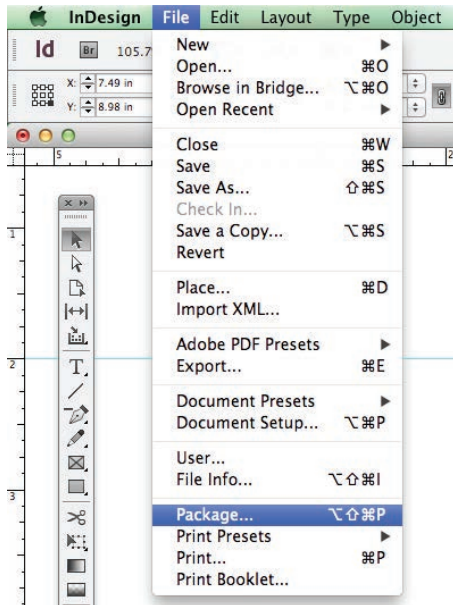 InDesign File Edit Layout Type Object
Id Br 105.7
X: 7.49 in
Y: 8.98 in
New
Open... ⌘O
Browse in Bridge... ⌥⌘O
Open Recent
Close ⌘W
Save ⌘S
Save As... ⇧⌘S
Check In...
Save a Copy... ⌥⌘S
Revert
Place... ⌘D
Import XML...
Adobe PDF Presets
Export... ⌘E
Document Presets
Document Setup... ⌥⌘P
User...
File Info... ⌥⇧⌘I
Package... ⌥⇧⌘P
Print Presets
Print... ⌘P
Print Booklet...
5
2
1
2
3
T